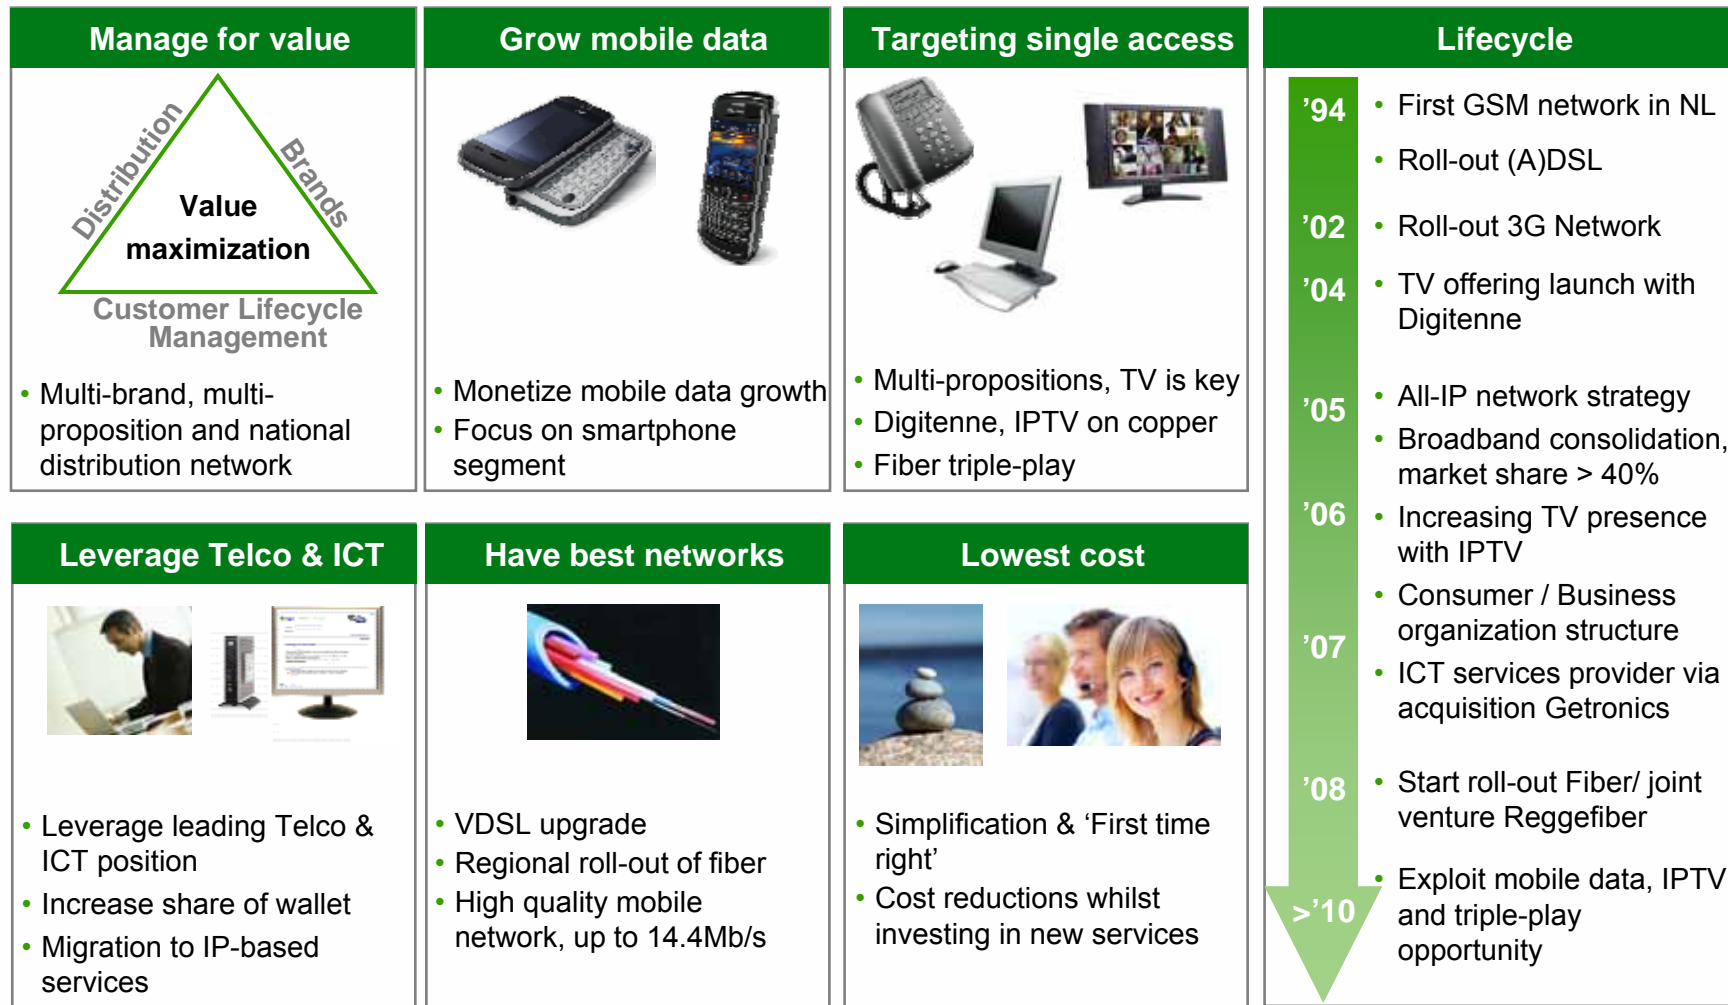 Manage for value
Distribution
Brands
Value
maximization
Customer Lifecycle
Management
• Multi-brand, multi-
proposition and national
distribution network
Grow mobile data
• Monetize mobile data growth
• Focus on smartphone
segment
Targeting single access
• Multi-propositions, TV is key
• Digitenne, IPTV on copper
• Fiber triple-play
Leverage Telco & ICT
• Leverage leading Telco &
ICT position
• Increase share of wallet
• Migration to IP-based
services
Have best networks
• VDSL upgrade
• Regional roll-out of fiber
• High quality mobile
network, up to 14.4Mb/s
Lowest cost
• Simplification & ‘First time
right’
• Cost reductions whilst
investing in new services
Lifecycle
’94
• First GSM network in NL
• Roll-out (A)DSL
’02
• Roll-out 3G Network
’04
• TV offering launch with
Digitenne
’05
• All-IP network strategy
• Broadband consolidation,
market share > 40%
’06
• Increasing TV presence
with IPTV
• Consumer / Business
organization structure
’07
• ICT services provider via
acquisition Getronics
’08
• Start roll-out Fiber/ joint
venture Reggefiber
>’10
• Exploit mobile data, IPTV
and triple-play
opportunity